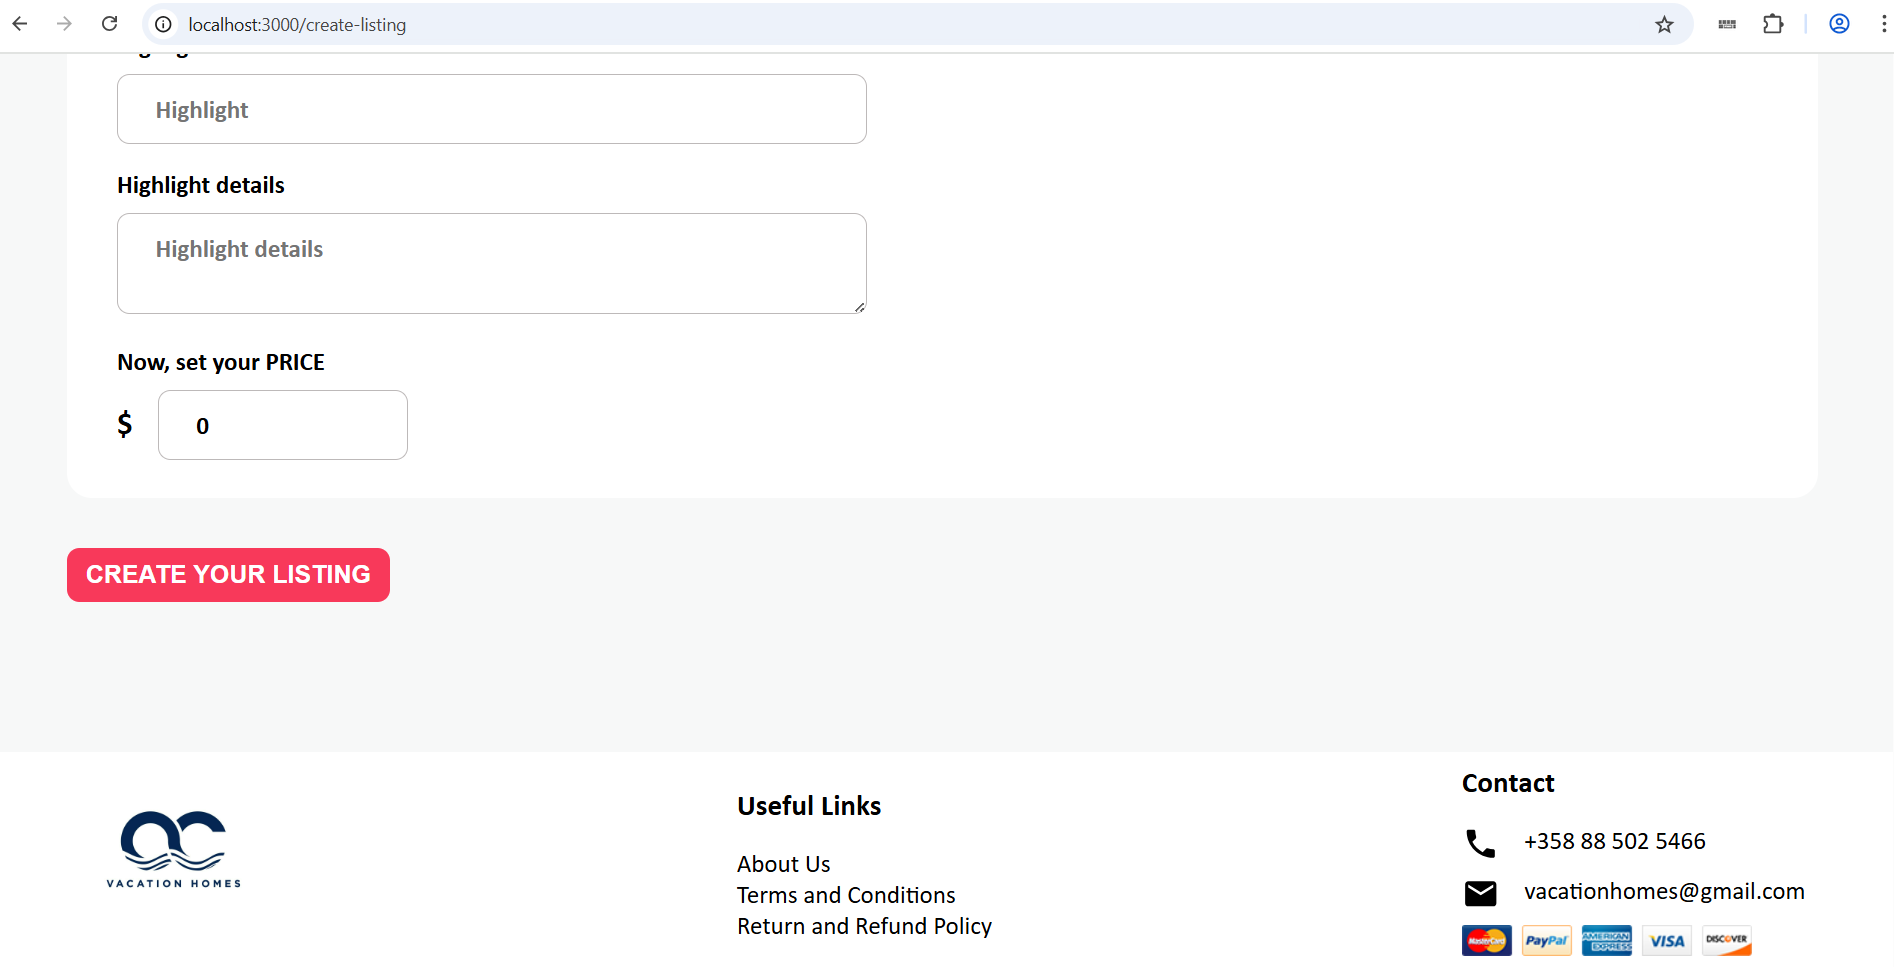 localhost:3000/create-listing
Highlight
Highlight details
Highlight details
Now, set your PRICE
$ 0
CREATE YOUR LISTING
VACATION HOMES
Useful Links
About Us
Terms and Conditions
Return and Refund Policy
Contact
+358 88 502 5466
vacationhomes@gmail.com
MasterCard PayPal AMERICAN EXPRESS VISA DISCOVER